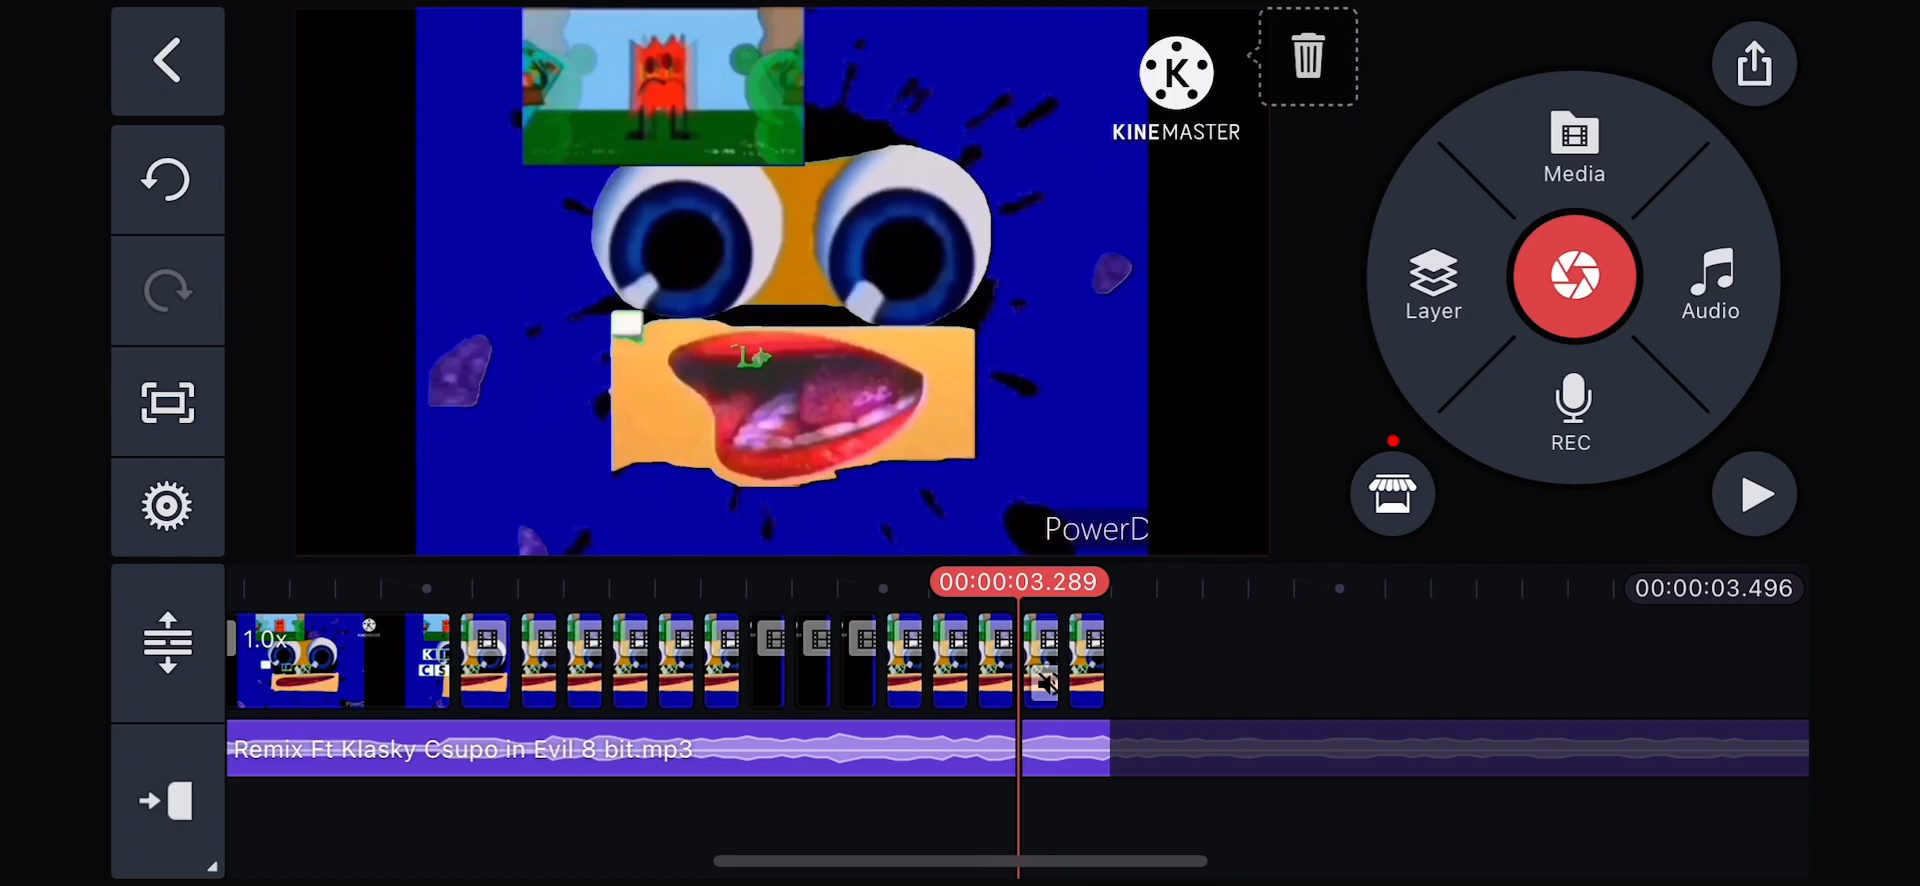 K
KINEMASTER
Media
Layer
Audio
REC
PowerD
00:00:03.289
00:00:03.496
1.0x
K
CS
Remix Ft Klasky Csupo in Evil 8 bit.mp3